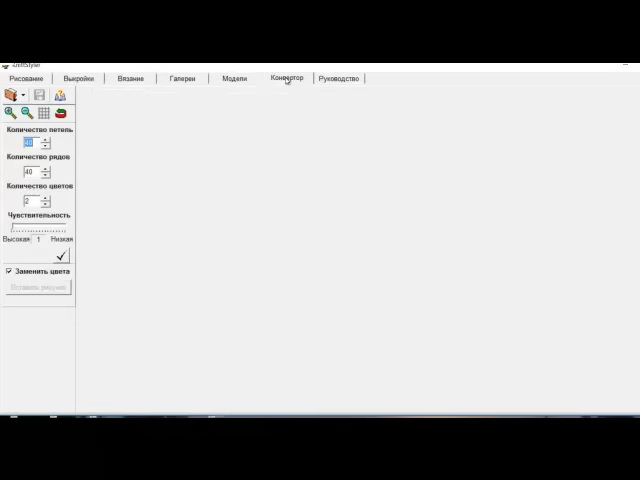 KnittStyler
Рисование Выкройки Вязание Галереи Модели Конвертор Руководство
Количество петель
40
Количество рядов
40
Количество цветов
2
Чувствительность
Высокая 1 Низкая
Заменить цвета
Вставить рисунок